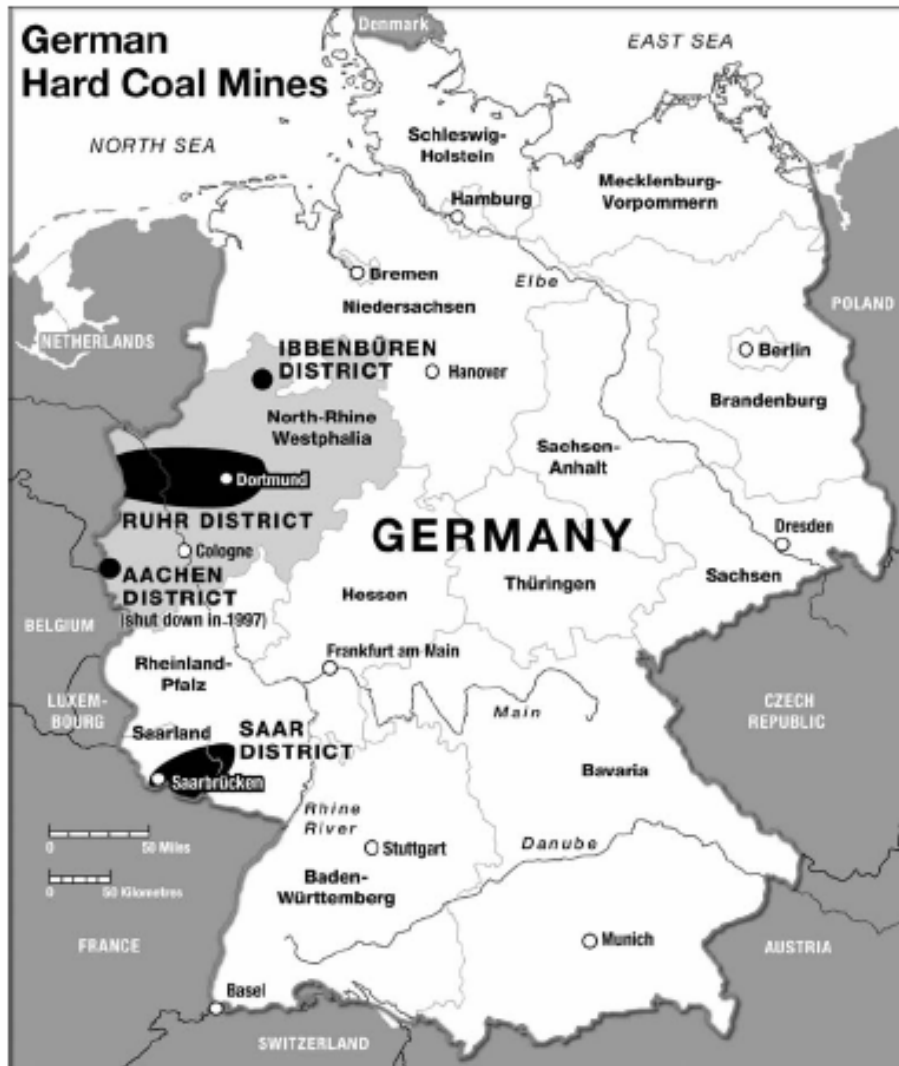 German
Hard Coal Mines
Denmark
EAST SEA
NORTH SEA
Schleswig-
Holstein
Mecklenburg-
Vorpommern
Hamburg
Bremen
Elbe
Niedersachsen
POLAND
NETHERLANDS
IBBENBÜREN
DISTRICT
Hanover
Berlin
Brandenburg
North-Rhine
Westphalia
Sachsen-
Anhalt
Dortmund
RUHR DISTRICT
GERMANY
Cologne
Dresden
AACHEN
DISTRICT
(shut down in 1997)
Hessen
Thüringen
Sachsen
BELGIUM
Frankfurt am-Main
Rheinland-
Pfalz
LUXEM-
BOURG
CZECH
REPUBLIC
Main
Saarland
SAAR
DISTRICT
Saarbrücken
Bavaria
Rhine
River
Danube
50 Miles
Stuttgart
50 Kilometres
Baden-
Württemberg
FRANCE
Munich
AUSTRIA
Basel
SWITZERLAND